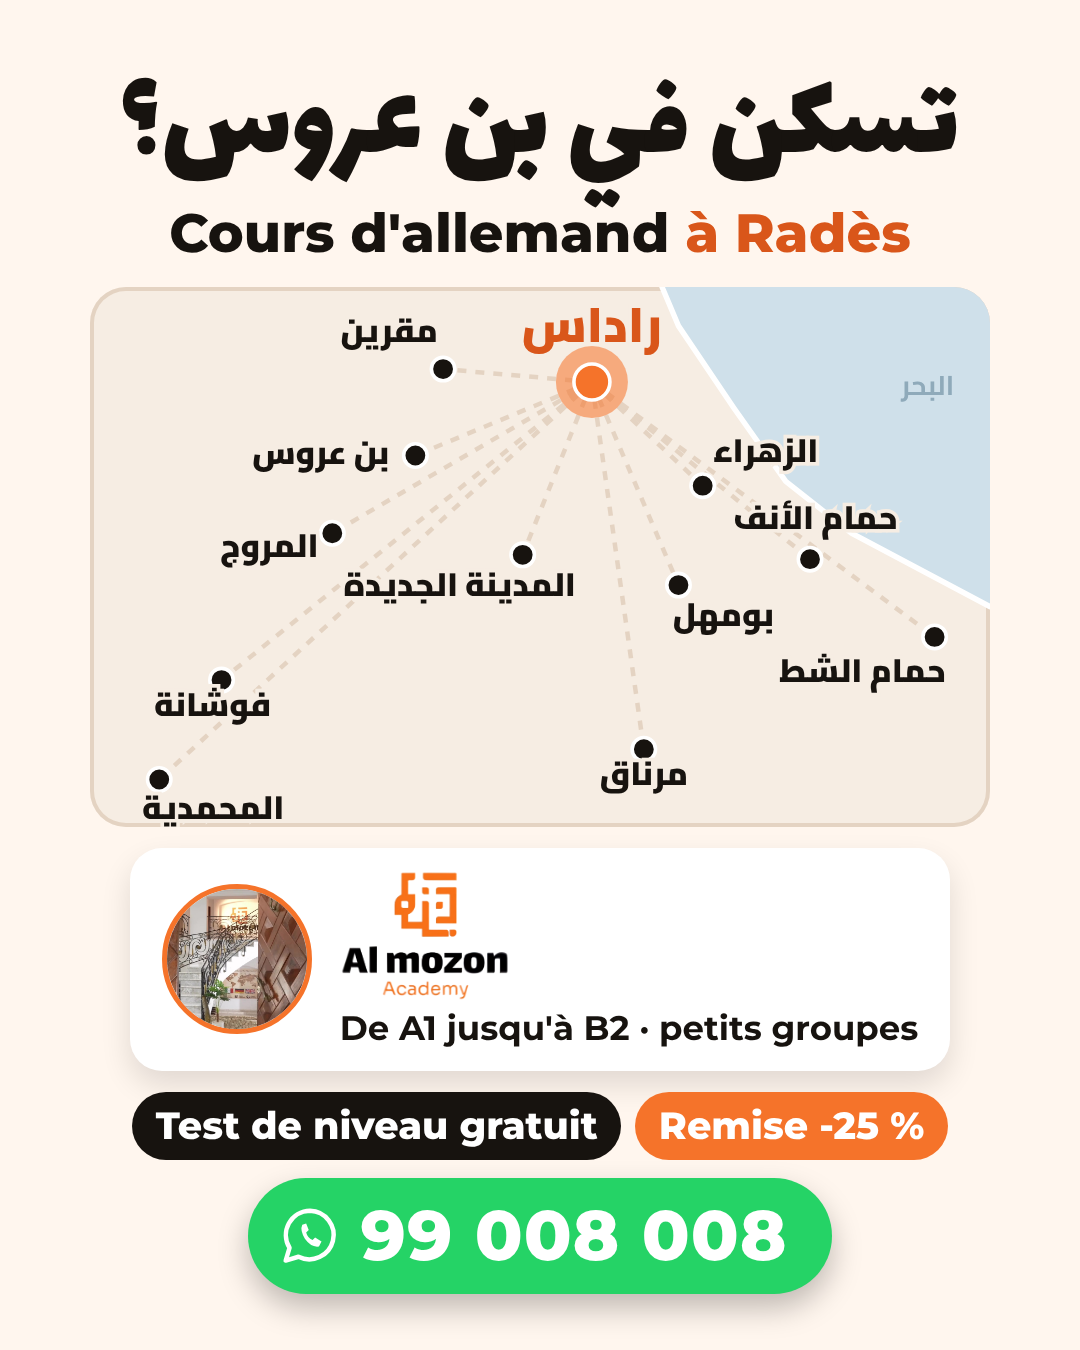 تسكن في بن عروس؟
Cours d'allemand à Radès
مقرين
راداس
البحر
الزهراء
بن عروس
حمام الأنف
المروج
المدينة الجديدة
بومهل
حمام الشط
فوشانة
مرناق
المحمدية
Al mozon
Academy
De A1 jusqu'à B2 · petits groupes
Test de niveau gratuit
Remise -25 %
99 008 008